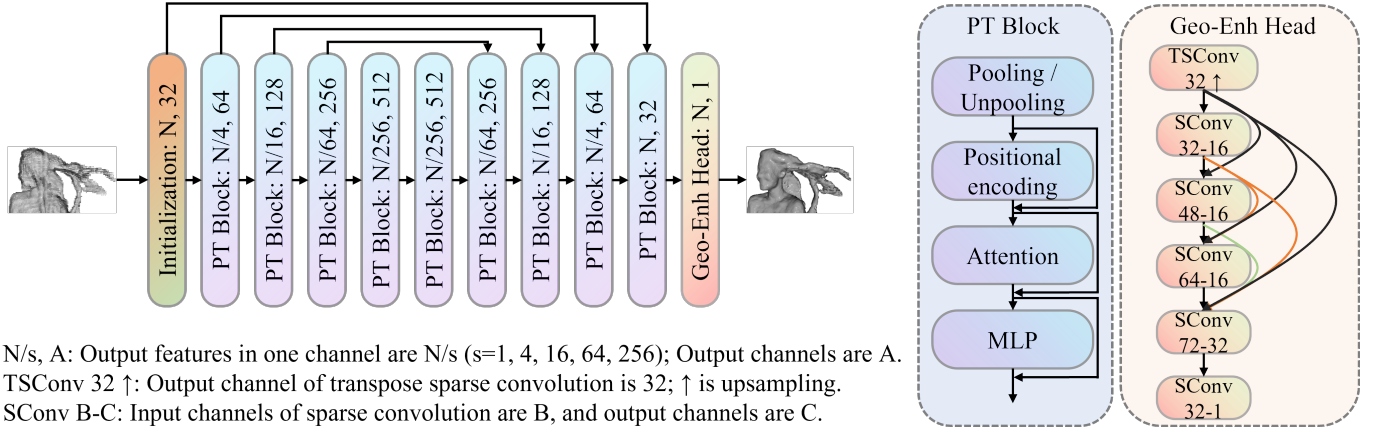 Initialization: N, 32
PT Block: N/4, 64
PT Block: N/16, 128
PT Block: N/64, 256
PT Block: N/256, 512
PT Block: N/256, 512
PT Block: N/64, 256
PT Block: N/16, 128
PT Block: N/4, 64
PT Block: N, 32
Geo-Enh Head: N, 1
N/s, A: Output features in one channel are N/s (s=1, 4, 16, 64, 256); Output channels are A.
TSConv 32 ↑: Output channel of transpose sparse convolution is 32; ↑ is upsampling.
SConv B-C: Input channels of sparse convolution are B, and output channels are C.
PT Block
Pooling /
Unpooling
Positional
encoding
Attention
MLP
Geo-Enh Head
TSConv
32 ↑
SConv
32-16
SConv
48-16
SConv
64-16
SConv
72-32
SConv
32-1